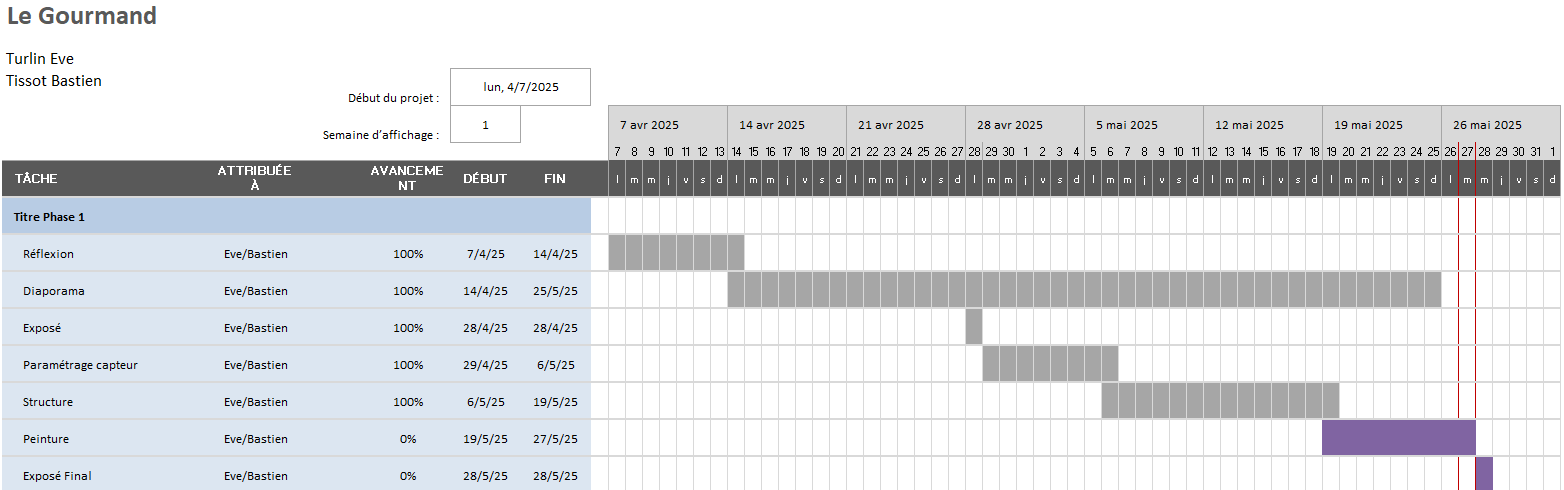 Le Gourmand
Turlin Eve
Tissot Bastien
Début du projet : lun, 4/7/2025
Semaine d'affichage : 1
7 avr 2025 14 avr 2025 21 avr 2025 28 avr 2025 5 mai 2025 12 mai 2025 19 mai 2025 26 mai 2025
7 8 9 10 11 12 13 14 15 16 17 18 19 20 21 22 23 24 25 26 27 28 29 30 1 2 3 4 5 6 7 8 9 10 11 12 13 14 15 16 17 18 19 20 21 22 23 24 25 26 27 28 29 30 31 1
TÂCHE ATTRIBUÉE À AVANCEMENT DÉBUT FIN l m m j v s d l m m j v s d l m m j v s d l m m j v s d l m m j v s d l m m j v s d l m m j v s d l m m j v s d
Titre Phase 1
Réflexion Eve/Bastien 100% 7/4/25 14/4/25
Diaporama Eve/Bastien 100% 14/4/25 25/5/25
Exposé Eve/Bastien 100% 28/4/25 28/4/25
Paramétrage capteur Eve/Bastien 100% 29/4/25 6/5/25
Structure Eve/Bastien 100% 6/5/25 19/5/25
Peinture Eve/Bastien 0% 19/5/25 27/5/25
Exposé Final Eve/Bastien 0% 28/5/25 28/5/25